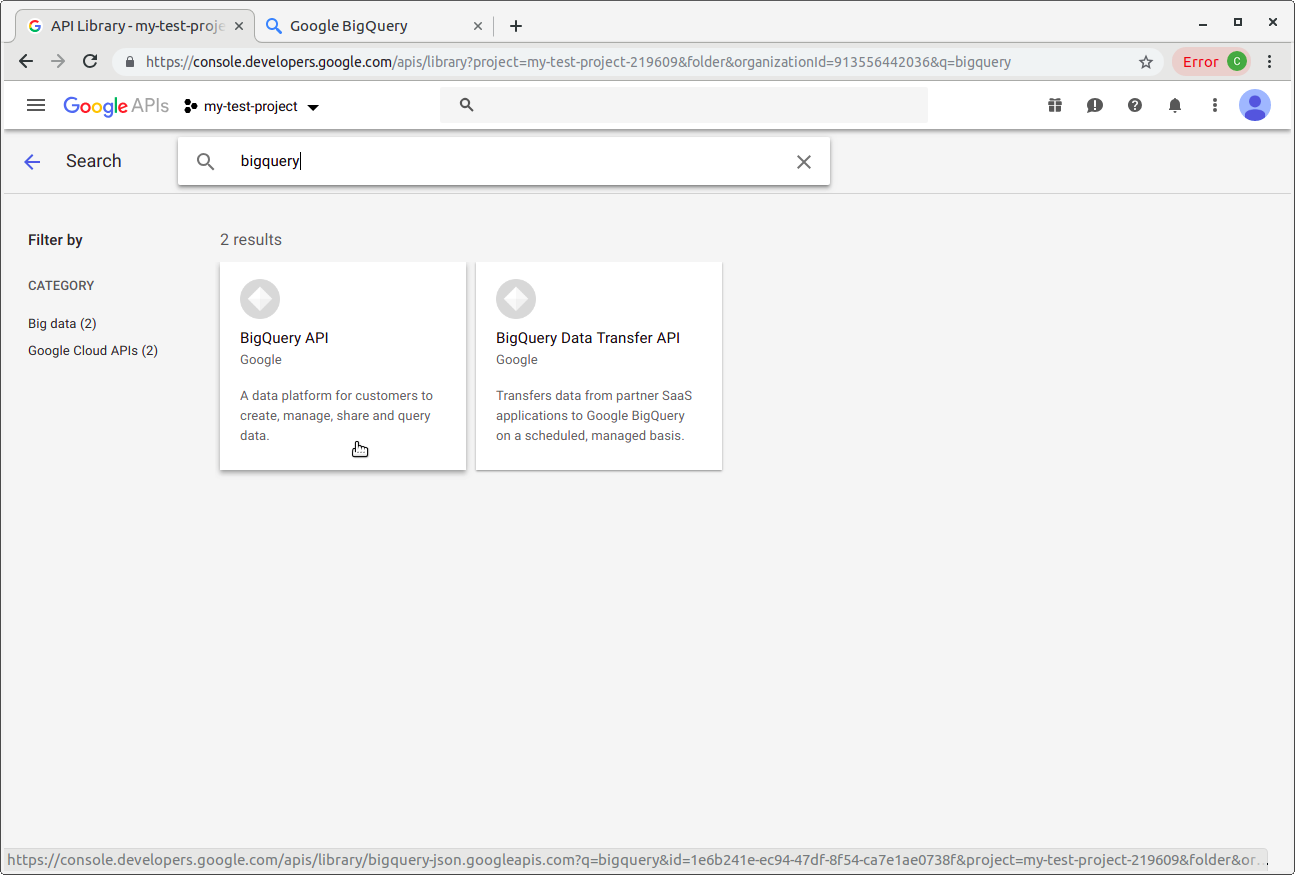 API Library - my-test-proje
Google BigQuery
https://console.developers.google.com/apis/library?project=my-test-project-219609&folder&organizationId=913556442036&q=bigquery
Error C
Google APIs my-test-project
Search bigquery
Filter by
CATEGORY
Big data (2)
Google Cloud APIs (2)
2 results
BigQuery API
Google
A data platform for customers to
create, manage, share and query
data.
BigQuery Data Transfer API
Google
Transfers data from partner SaaS
applications to Google BigQuery
on a scheduled, managed basis.
https://console.developers.google.com/apis/library/bigquery-json.googleapis.com?q=bigquery&id=1e6b241e-ec94-47df-8f54-ca7e1ae0738f&project=my-test-project-219609&folder&or...